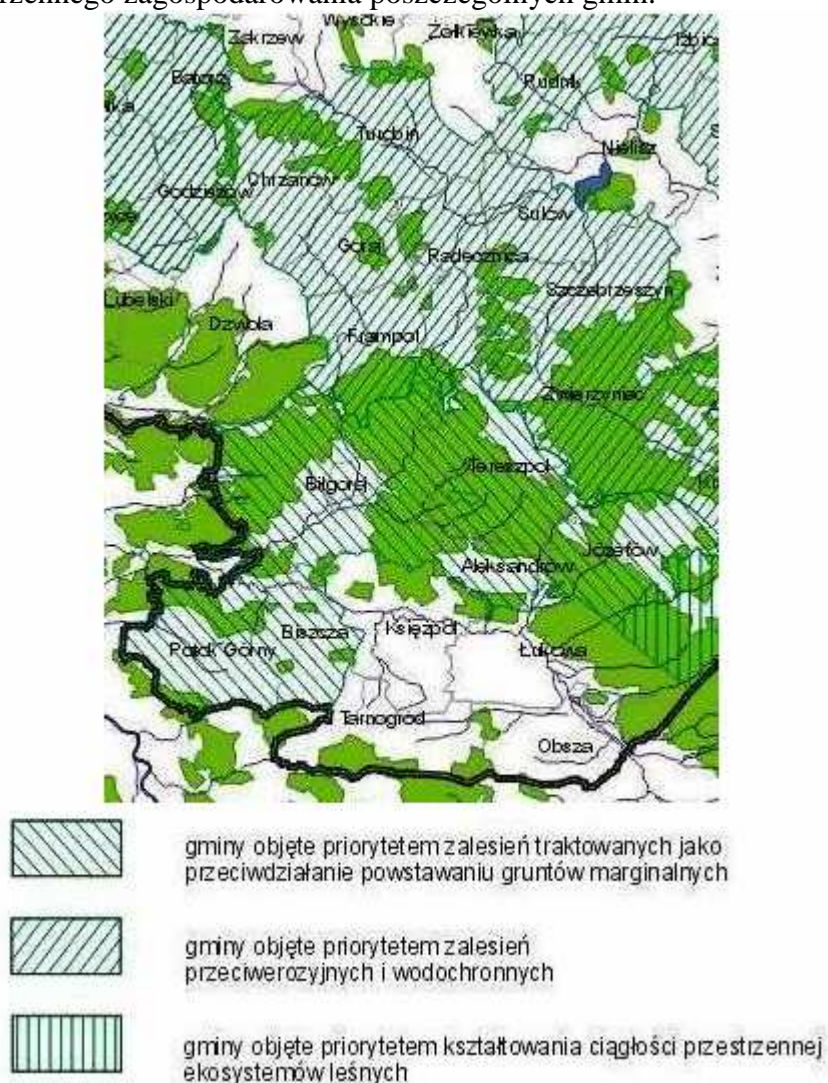 rzennego zagospodarowania poszczególnych gmin.
Wysokie
Zakrzew
Żółkiewka
Izbica
Batorz
Rudnik
Turobin
Nielisz
Chrzanów
Godziszów
Sułów
Goraj
Radecznica
Szczebrzeszyn
Lubelski
Dzwola
Frampol
Zwierzyniec
Tereszpol
Biłgoraj
Józefów
Aleksandrów
Biszcza
Księżpol
Potok Górny
Łukowa
Tarnogród
Obsza
gminy objęte priorytetem zalesień traktowanych jako
przeciwdziałanie powstawaniu gruntów marginalnych
gminy objęte priorytetem zalesień
przeciwerozyjnych i wodochronnych
gminy objęte priorytetem kształtowania ciągłości przestrzennej
ekosystemów leśnych